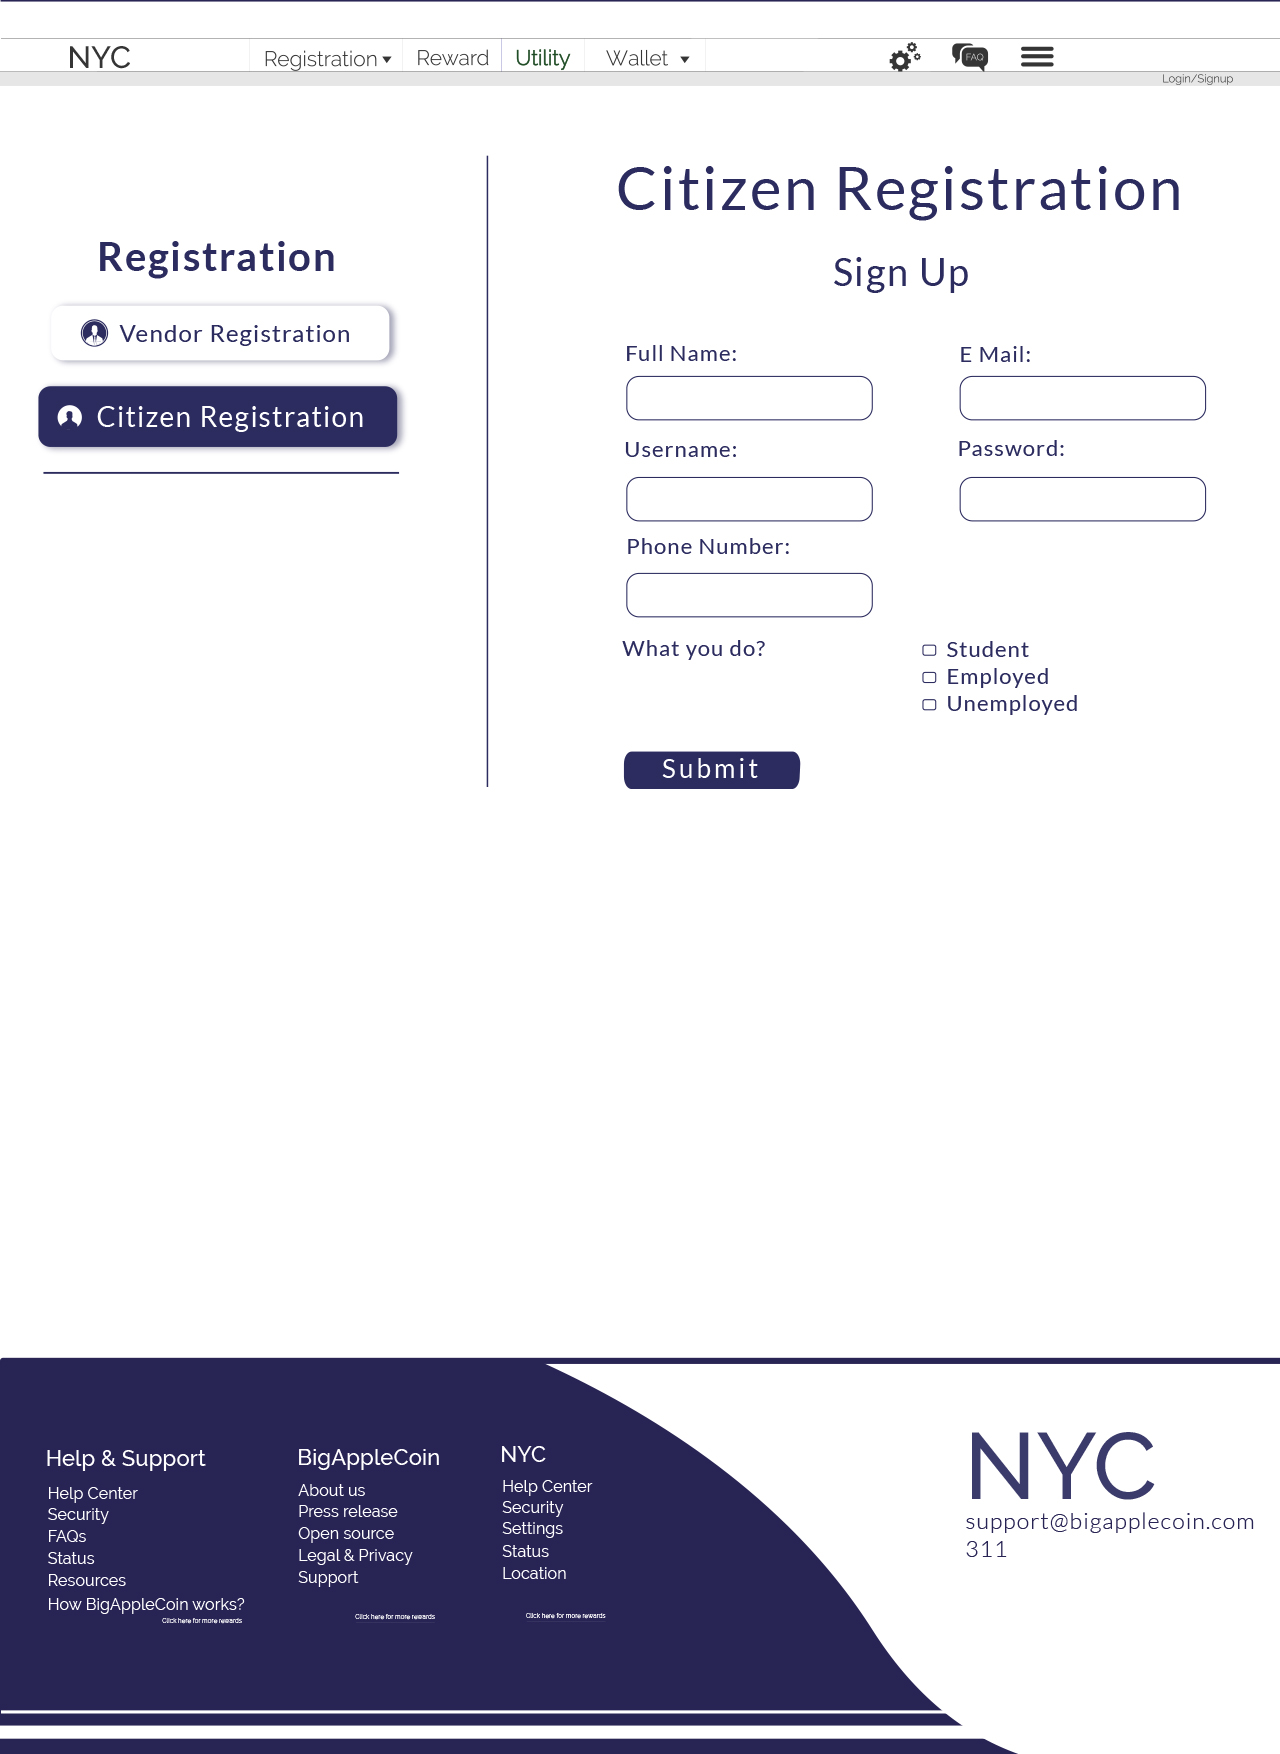 NYC
Registration
Reward
Utility
Wallet
FAQ
Login/Signup
Registration
Vendor Registration
Citizen Registration
Citizen Registration
Sign Up
Full Name:
E Mail:
Username:
Password:
Phone Number:
What you do?
Student
Employed
Unemployed
Submit
Help & Support
Help Center
Security
FAQs
Status
Resources
How BigAppleCoin works?
Click here for more rewards
BigAppleCoin
About us
Press release
Open source
Legal & Privacy
Support
Click here for more rewards
NYC
Help Center
Security
Settings
Status
Location
Click here for more rewards
NYC
support@bigapplecoin.com
311